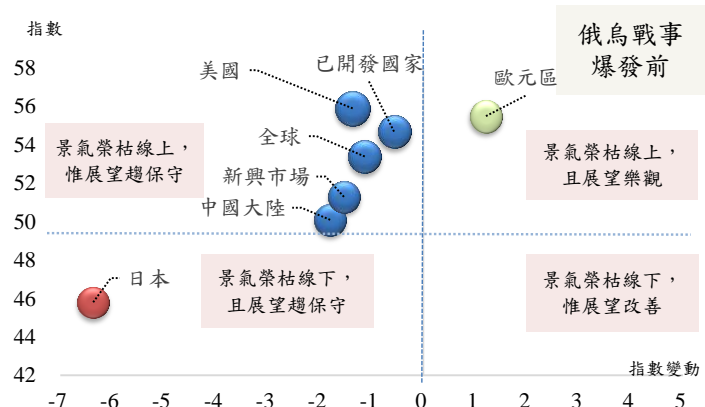 指數
俄烏戰事
爆發前
58
56
54
52
50
48
46
44
42
美國
已開發國家
歐元區
全球
新興市場
中國大陸
日本
景氣榮枯線上，
惟展望趨保守
景氣榮枯線上，
且展望樂觀
景氣榮枯線下，
且展望趨保守
景氣榮枯線下，
惟展望改善
指數變動
-7 -6 -5 -4 -3 -2 -1 0 1 2 3 4 5